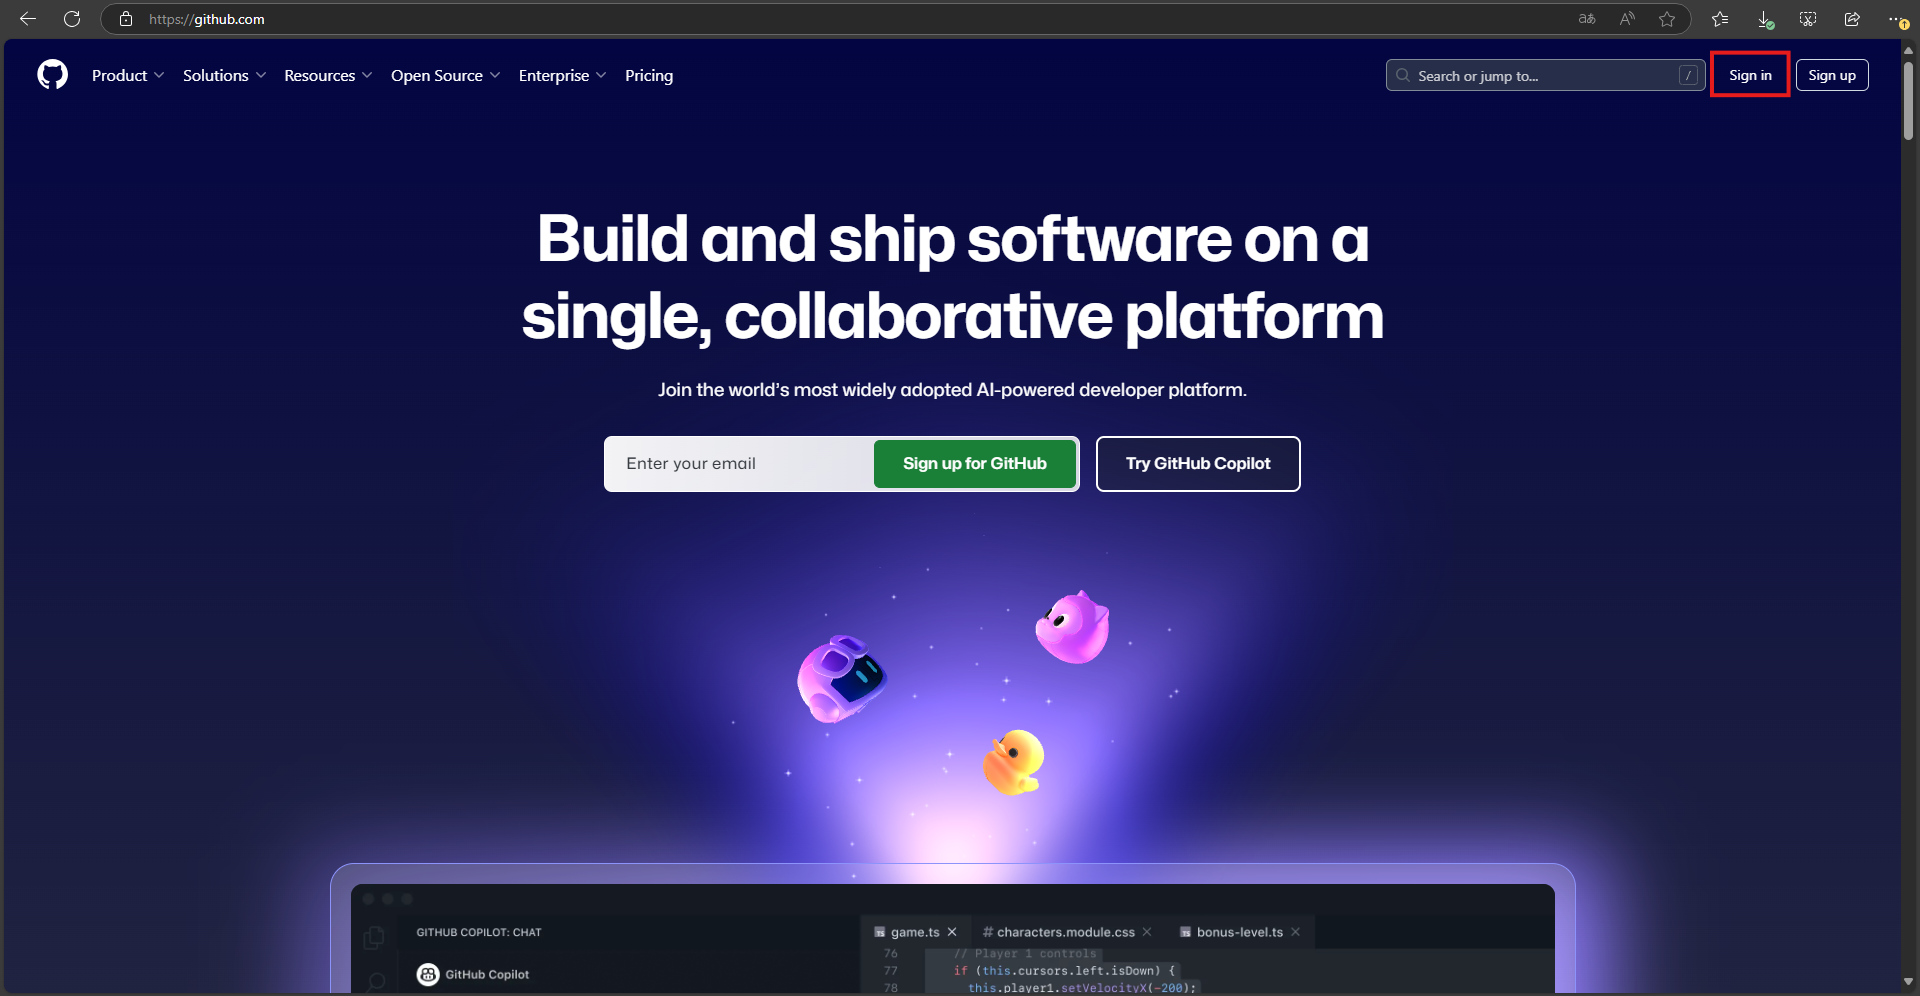 https://github.com
Product Solutions Resources Open Source Enterprise Pricing Search or jump to... / Sign in Sign up
Build and ship software on a
single, collaborative platform
Join the world’s most widely adopted AI-powered developer platform.
Enter your email Sign up for GitHub Try GitHub Copilot
GITHUB COPILOT: CHAT
GitHub Copilot
game.ts # characters.module.css bonus-level.ts
76 // Player 1 controls
77 if (this.cursors.left.isDown) {
78 this.player1.setVelocityX(-200);